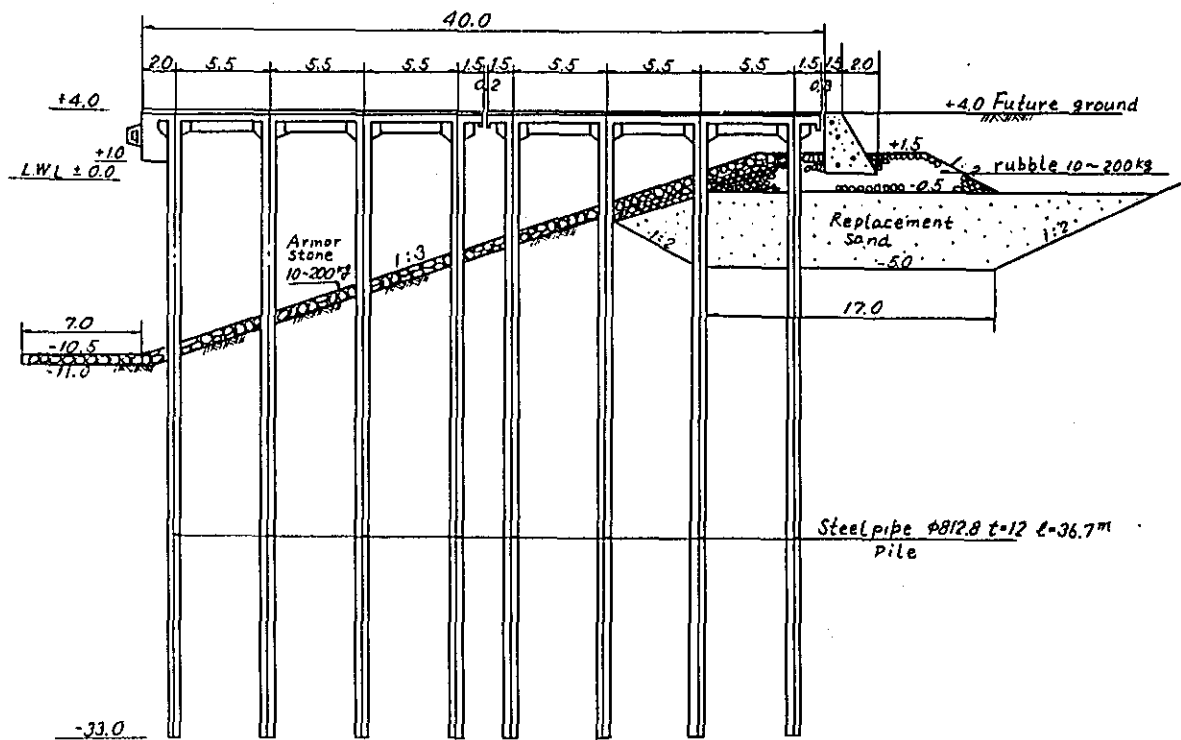 40.0
2.0 5.5 5.5 5.5 1.5 1.5 5.5 5.5 5.5 1.5 1.5 2.0
0.2 0.3
+4.0
+4.0 Future ground
+1.0
L.W.L ± 0.0
+1.5
1:2
rubble 10~200kg
-0.5
Replacement
sand
1:2
1:2
-5.0
Armor
stone
10-200kg
1:3
17.0
7.0
-10.5
-11.0
Steel pipe φ812.8 t=12 ℓ=36.7m
Pile
-33.0